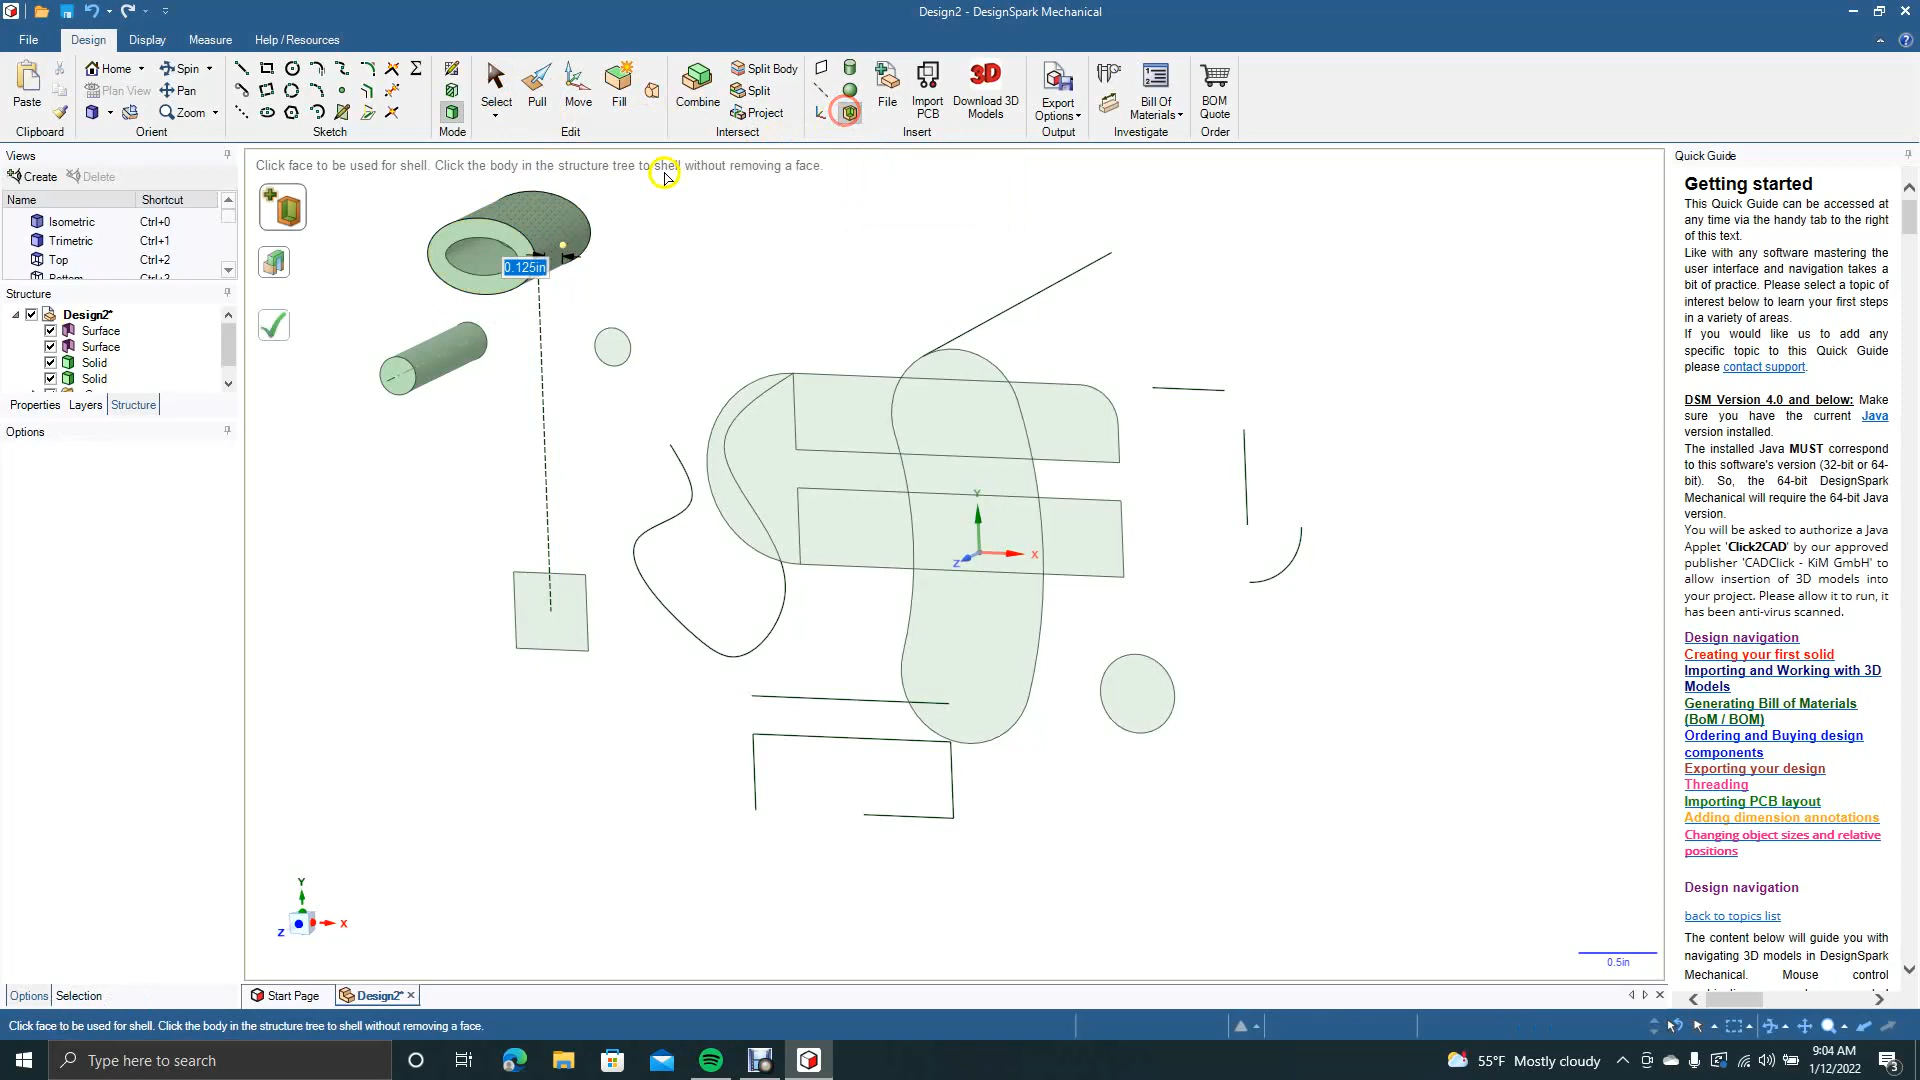 Design2 - DesignSpark Mechanical
File Design Display Measure Help / Resources
Paste
Home Spin
Plan View Pan
Zoom
Select Pull Move Fill
Combine
Split Body
Split
Project
File Import PCB Download 3D Models Export Options Bill Of Materials BOM Quote
Clipboard Orient Sketch Mode Edit Intersect Insert Output Investigate Order
Views
Create Delete
Name Shortcut
Isometric Ctrl+0
Trimetric Ctrl+1
Top Ctrl+2
Bottom Ctrl+3
Structure
Design2*
Surface
Surface
Solid
Solid
Properties Layers Structure
Options
Options Selection
Click face to be used for shell. Click the body in the structure tree to shell without removing a face.
0.125in
Y
X
Z
Y
X
Z
0.5in
Start Page Design2*
Quick Guide
Getting started
This Quick Guide can be accessed at
any time via the handy tab to the right
of this text.
Like with any software mastering the
user interface and navigation takes a
bit of practice. Please select a topic of
interest below to learn your first steps
in a variety of areas.
If you would like us to add any
specific topic to this Quick Guide
please contact support.
DSM Version 4.0 and below: Make
sure you have the current Java
version installed.
The installed Java MUST correspond
to this software's version (32-bit or 64-
bit). So, the 64-bit DesignSpark
Mechanical will require the 64-bit Java
version.
You will be asked to authorize a Java
Applet 'Click2CAD' by our approved
publisher 'CADClick - KiM GmbH' to
allow insertion of 3D models into
your project. Please allow it to run, it
has been anti-virus scanned.
Design navigation
Creating your first solid
Importing and Working with 3D
Models
Generating Bill of Materials
(BoM / BOM)
Ordering and Buying design
components
Exporting your design
Threading
Importing PCB layout
Adding dimension annotations
Changing object sizes and relative
positions
Design navigation
back to topics list
The content below will guide you with
navigating 3D models in DesignSpark
Mechanical. Mouse control
Click face to be used for shell. Click the body in the structure tree to shell without removing a face.
Type here to search
55°F Mostly cloudy
9:04 AM
1/12/2022
3